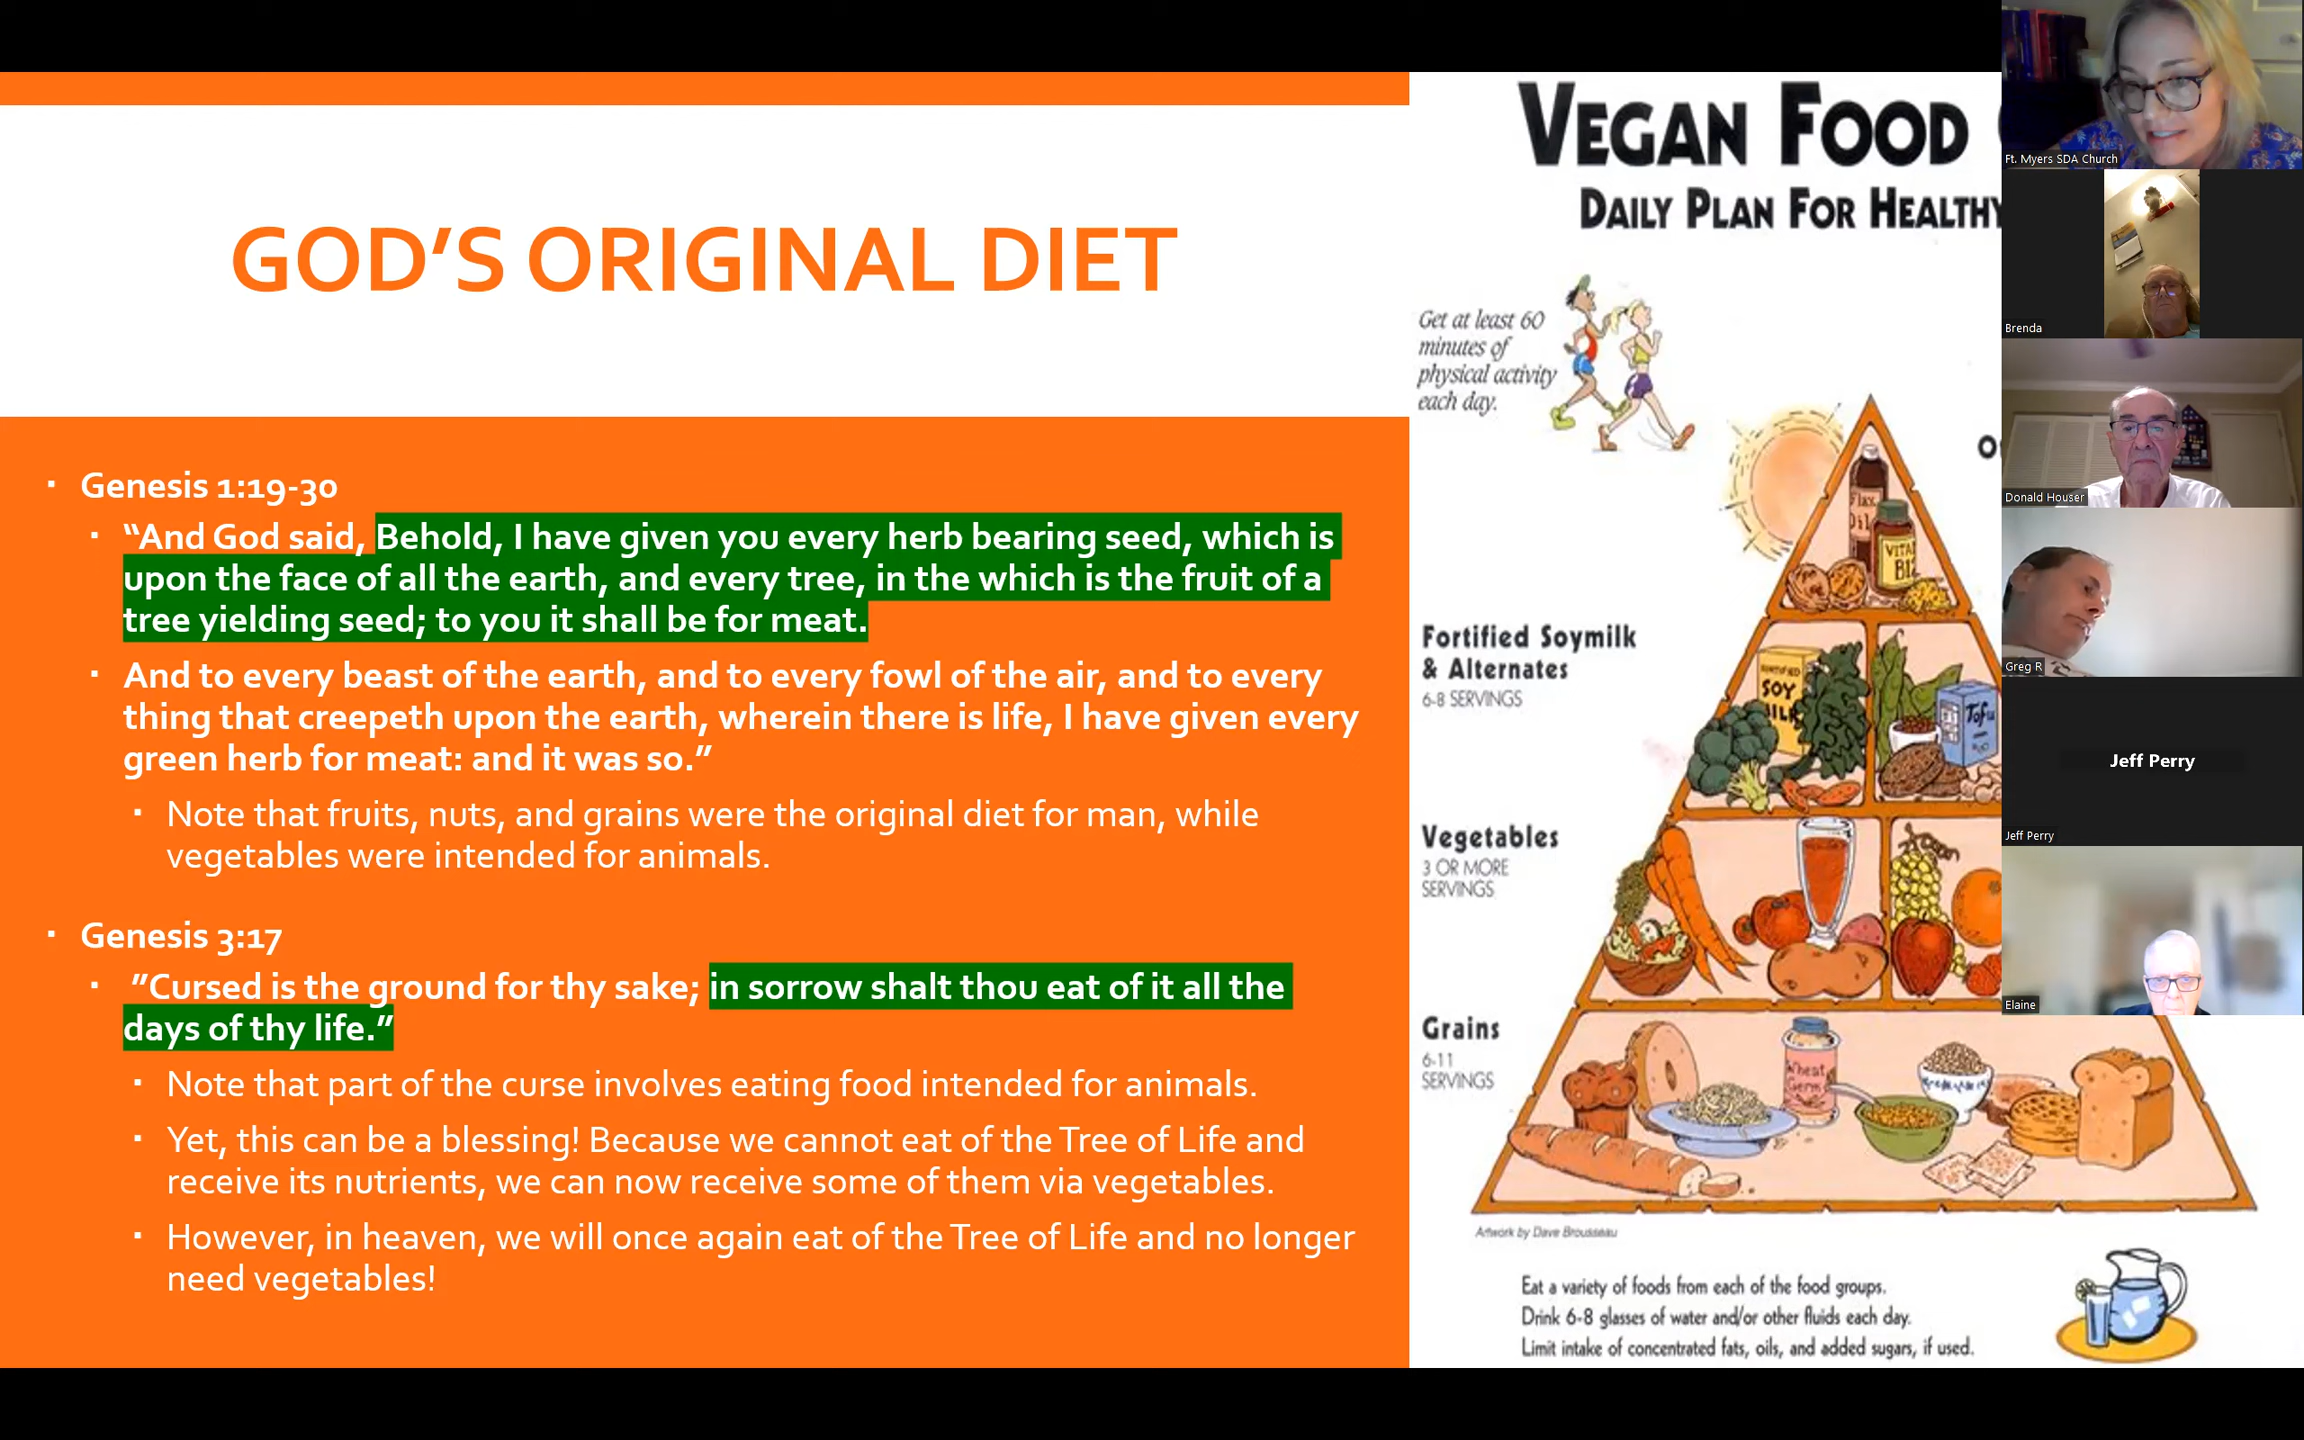 GOD'S ORIGINAL DIET
Genesis 1:19-30
"And God said, Behold, I have given you every herb bearing seed, which is
upon the face of all the earth, and every tree, in the which is the fruit of a
tree yielding seed; to you it shall be for meat.
And to every beast of the earth, and to every fowl of the air, and to every
thing that creepeth upon the earth, wherein there is life, I have given every
green herb for meat: and it was so."
Note that fruits, nuts, and grains were the original diet for man, while
vegetables were intended for animals.
Genesis 3:17
"Cursed is the ground for thy sake; in sorrow shalt thou eat of it all the
days of thy life."
Note that part of the curse involves eating food intended for animals.
Yet, this can be a blessing! Because we cannot eat of the Tree of Life and
receive its nutrients, we can now receive some of them via vegetables.
However, in heaven, we will once again eat of the Tree of Life and no longer
need vegetables!
VEGAN FOOD
DAILY PLAN FOR HEALTHY
Get at least 60
minutes of
physical activity
each day.
Flax
Oil
B12
Fortified Soymilk
& Alternates
6-8 SERVINGS
SOY
Tofu
Vegetables
3 OR MORE
SERVINGS
Grains
6-11
SERVINGS
Wheat
Germ
Artwork by Dave Brousseau
Eat a variety of foods from each of the food groups.
Drink 6-8 glasses of water and/or other fluids each day.
Limit intake of concentrated fats, oils, and added sugars, if used.
Ft. Myers SDA Church
Brenda
Donald Houser
Greg R
Jeff Perry
Jeff Perry
Elaine